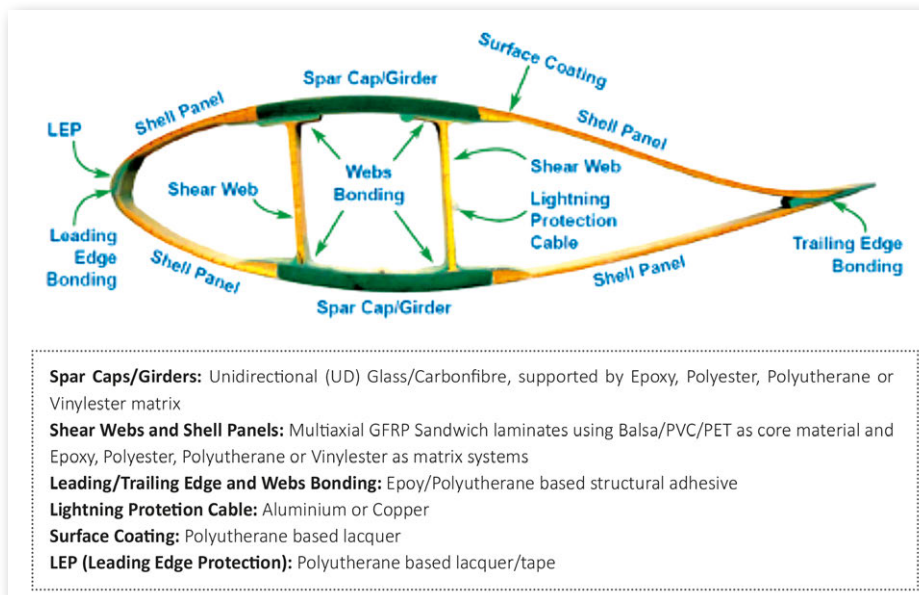 Surface Coating
Spar Cap/Girder
Shell Panel
Shell Panel
LEP
Webs
Bonding
Shear Web
Shear Web
Lightning
Protection
Cable
Leading
Edge
Bonding
Shell Panel
Trailing Edge
Bonding
Shell Panel
Spar Cap/Girder
Spar Caps/Girders: Unidirectional (UD) Glass/Carbonfibre, supported by Epoxy, Polyester, Polyutherane or
Vinylester matrix
Shear Webs and Shell Panels: Multiaxial GFRP Sandwich laminates using Balsa/PVC/PET as core material and
Epoxy, Polyester, Polyutherane or Vinylester as matrix systems
Leading/Trailing Edge and Webs Bonding: Epoy/Polyutherane based structural adhesive
Lightning Protetion Cable: Aluminium or Copper
Surface Coating: Polyutherane based lacquer
LEP (Leading Edge Protection): Polyutherane based lacquer/tape